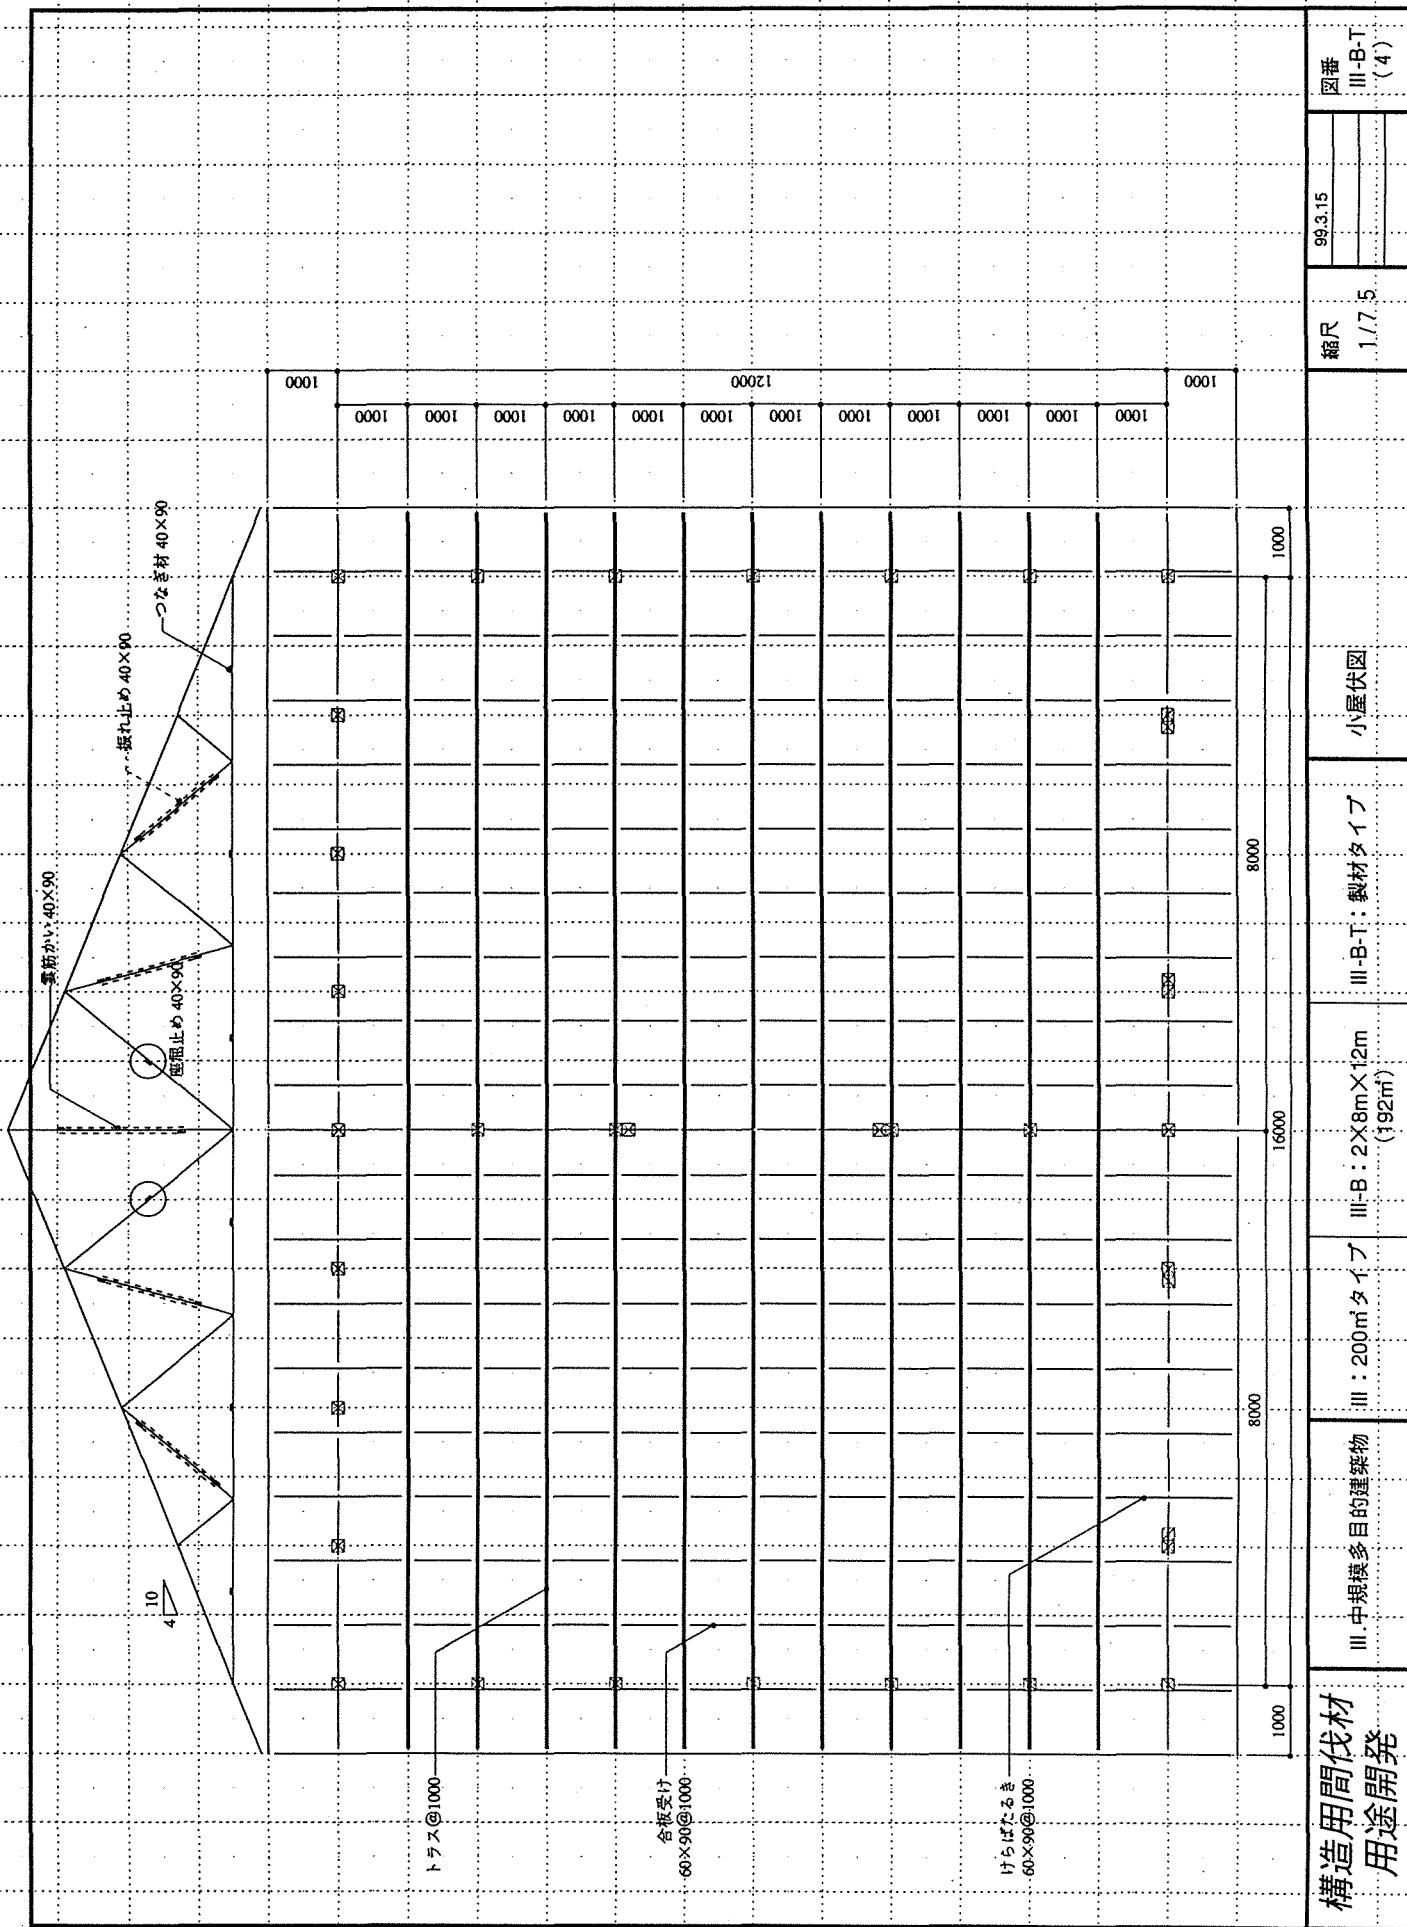 雲筋かい 40×90
振れ止め 40×90
つなぎ材 40×90
座屈止め 40×90
10
4
1000
12000
1000
1000
1000
1000
1000
1000
1000
1000
1000
1000
1000
1000
1000
トラス@1000
合板受け
60×90@1000
けらばたるき
60×90@1000
8000
8000
1000
16000
1000
構造用間伐材
用途開発
III.中規模多目的建築物
III：200㎡タイプ
III-B：2×8m×12m
(192㎡)
III-B-T：製材タイプ
小屋伏図
縮尺
1/75
99.3.15
図番
III-B-T
(4)